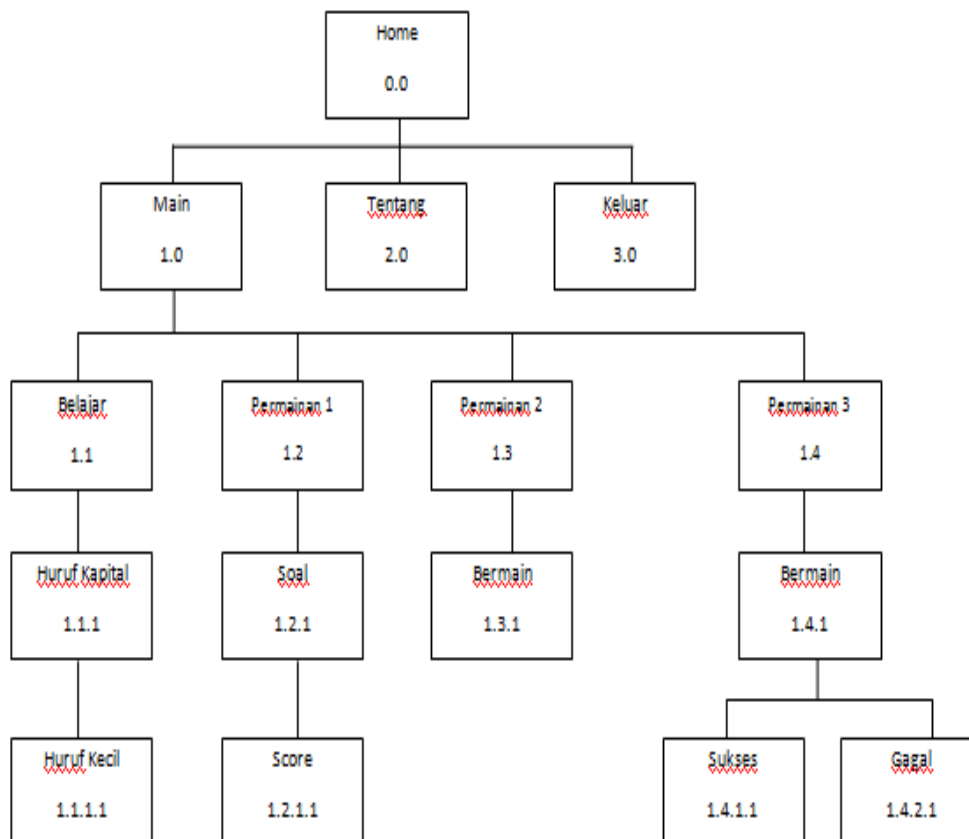 Home
0.0
Main
1.0
Tentang
2.0
Keluar
3.0
Belajar
1.1
Permainan 1
1.2
Permainan 2
1.3
Permainan 3
1.4
Huruf Kapital
1.1.1
Soal
1.2.1
Bermain
1.3.1
Bermain
1.4.1
Huruf Kecil
1.1.1.1
Score
1.2.1.1
Sukses
1.4.1.1
Gagal
1.4.2.1